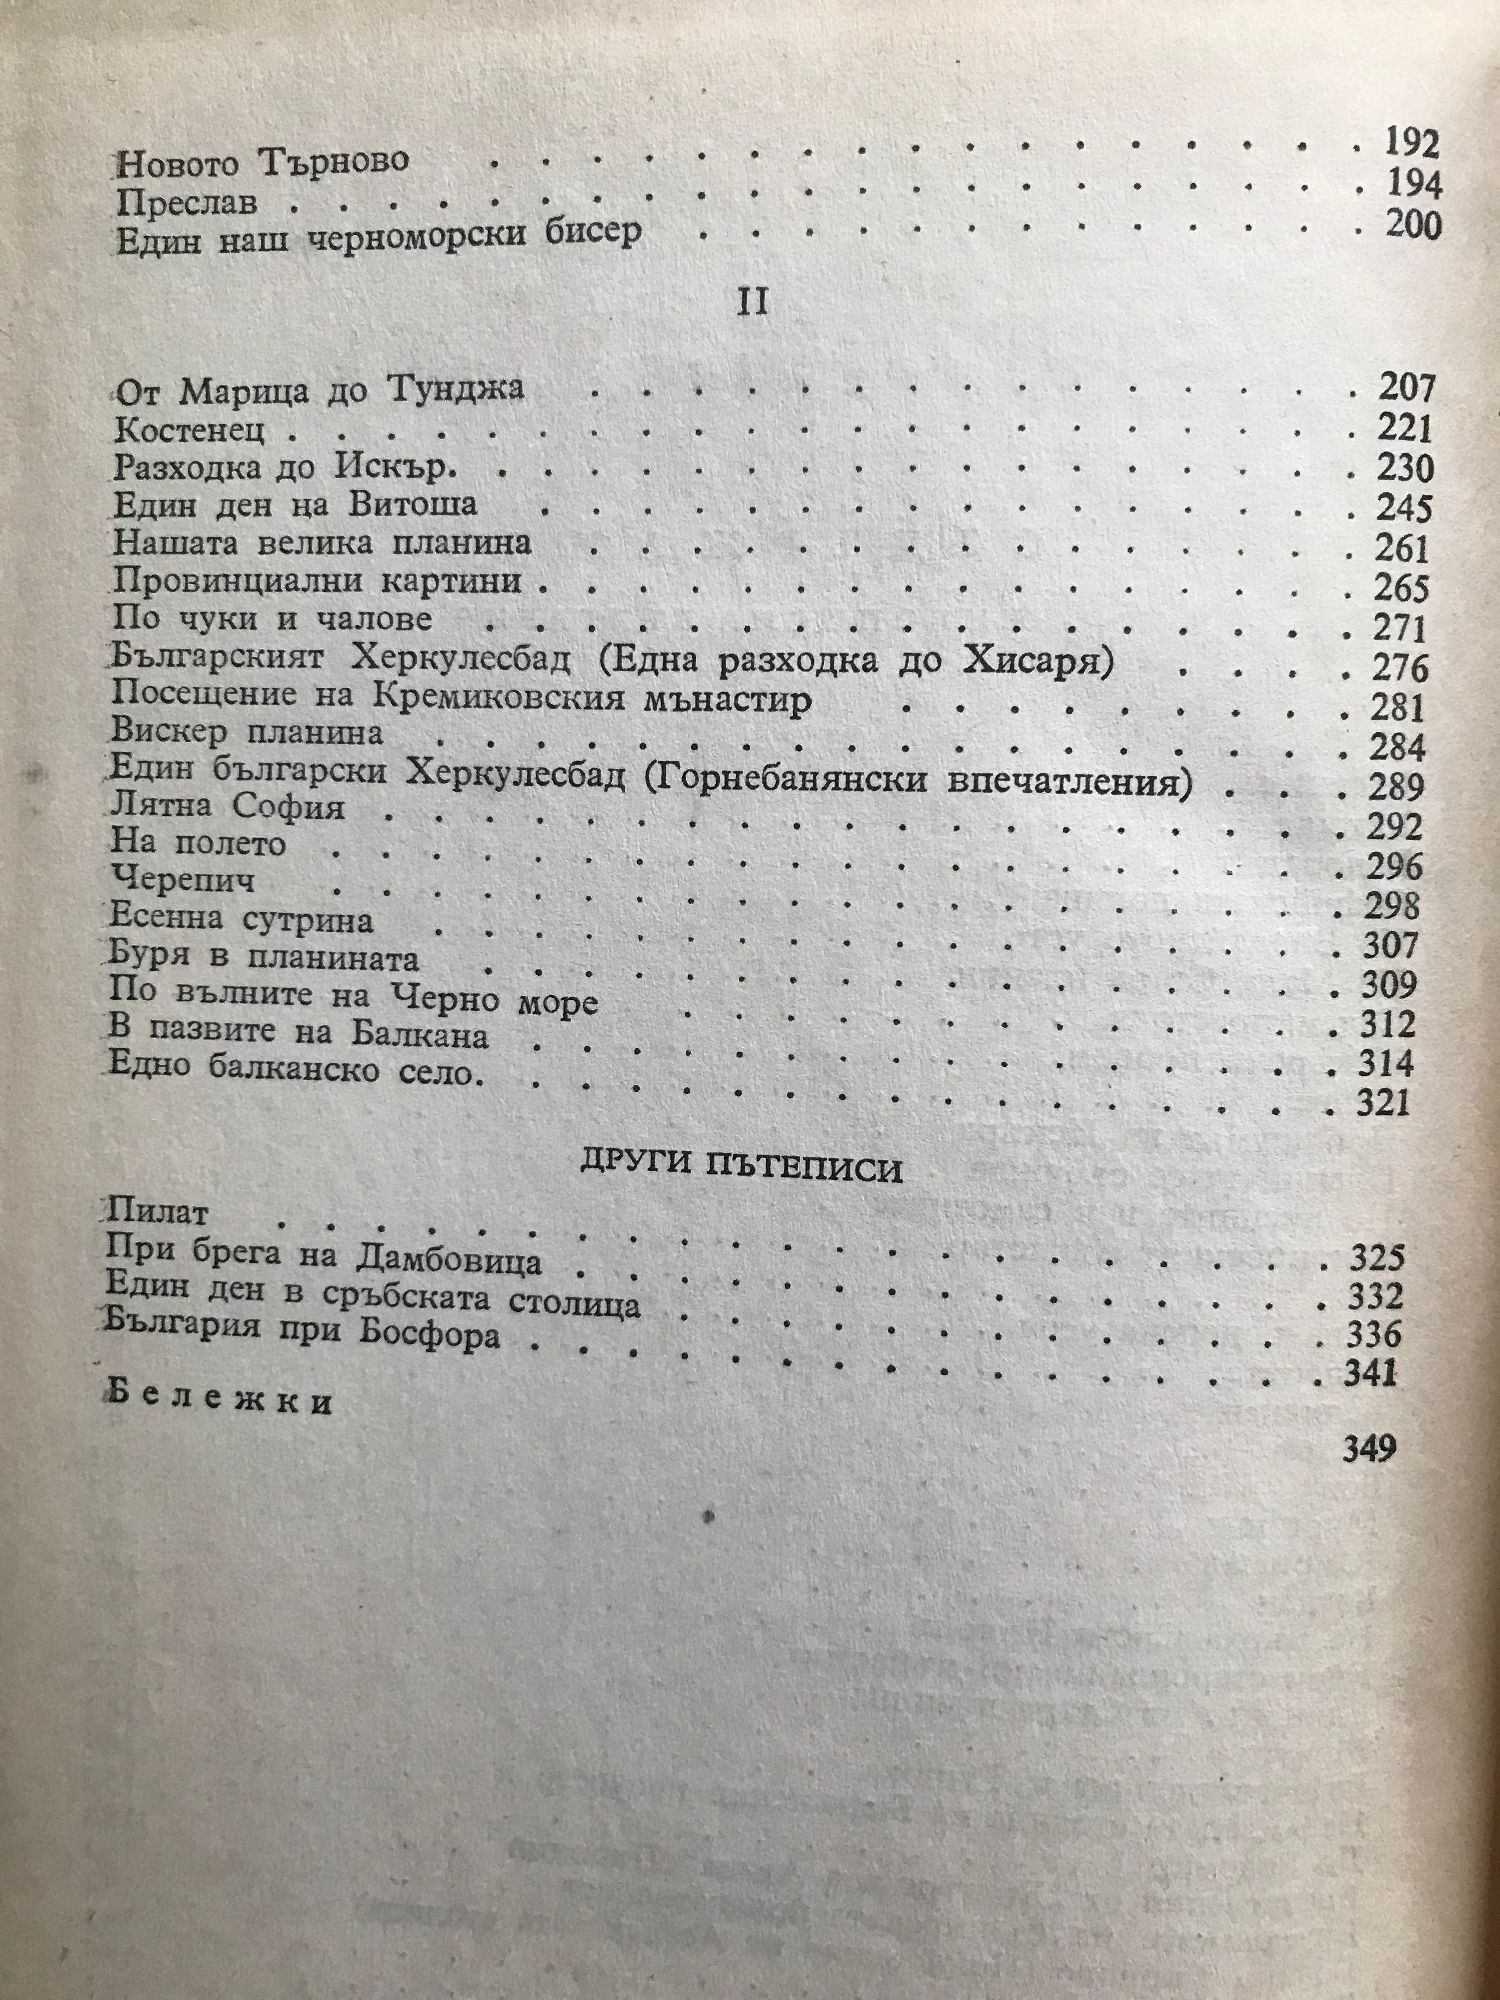 Новото Търново . . . . . . . . . . . . . . . . . 192
Преслав . . . . . . . . . . . . . . . . . . . . . 194
Един наш черноморски бисер . . . . . . . . . . . . . 200
II
От Марица до Тунджа . . . . . . . . . . . . . . . 207
Костенец . . . . . . . . . . . . . . . . . . . . . 221
Разходка до Искър. . . . . . . . . . . . . . . . . . 230
Един ден на Витоша . . . . . . . . . . . . . . . . 245
Нашата велика планина . . . . . . . . . . . . . . . 261
Провинциални картини . . . . . . . . . . . . . . . . 265
По чуки и чалове . . . . . . . . . . . . . . . . . 271
Българският Херкулесбад (Една разходка до Хисаря) . . . . 276
Посещение на Кремиковския мънастир . . . . . . . . . 281
Вискер планина . . . . . . . . . . . . . . . . . . 284
Един български Херкулесбад (Горнебанянски впечатления) . . . 289
Лятна София . . . . . . . . . . . . . . . . . . . 292
На полето . . . . . . . . . . . . . . . . . . . . 296
Черепич . . . . . . . . . . . . . . . . . . . . 298
Есенна сутрина . . . . . . . . . . . . . . . . . . 307
Буря в планината . . . . . . . . . . . . . . . . . 309
По вълните на Черно море . . . . . . . . . . . . . 312
В пазвите на Балкана . . . . . . . . . . . . . . . . 314
Едно балканско село. . . . . . . . . . . . . . . . . 321
ДРУГИ ПЪТЕПИСИ
Пилат . . . . . . . . . . . . . . . . . . . . . 325
При брега на Дамбовица . . . . . . . . . . . . . . . 332
Един ден в сръбската столица . . . . . . . . . . . . . 336
България при Босфора . . . . . . . . . . . . . . . . 341
Бележки
349